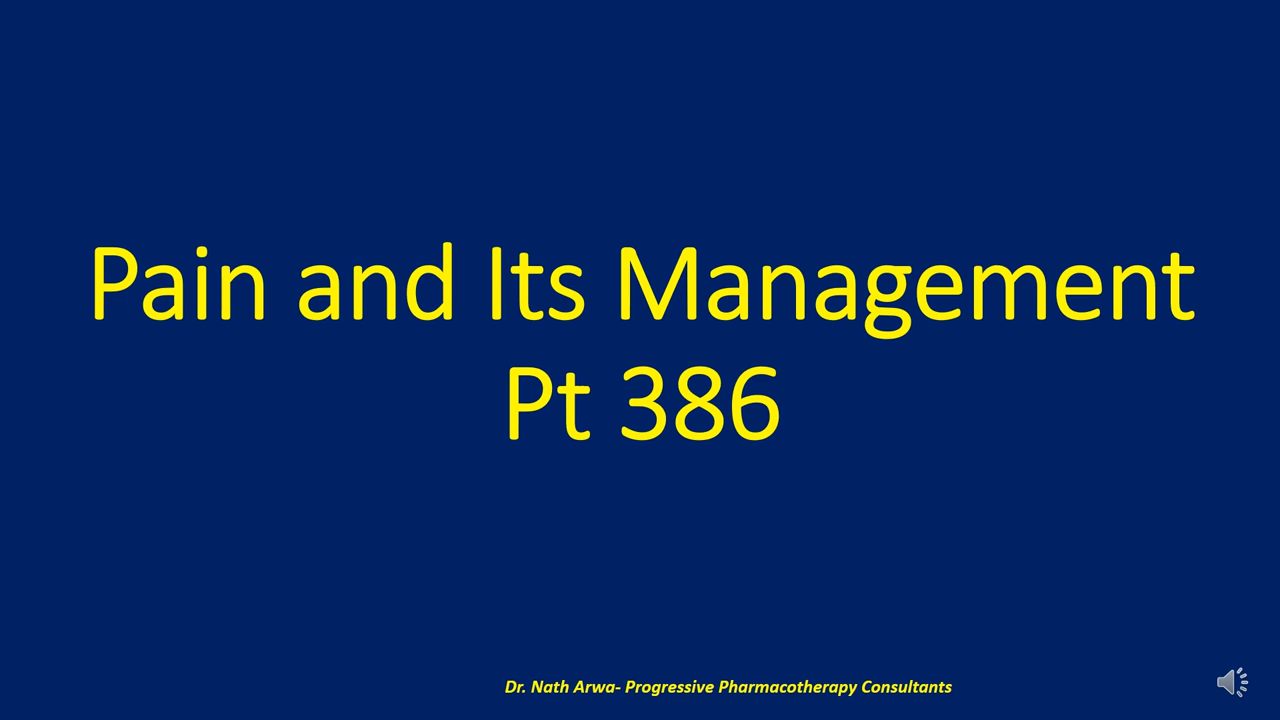 Pain and Its Management
Pt 386
Dr. Nath Arwa- Progressive Pharmacotherapy Consultants